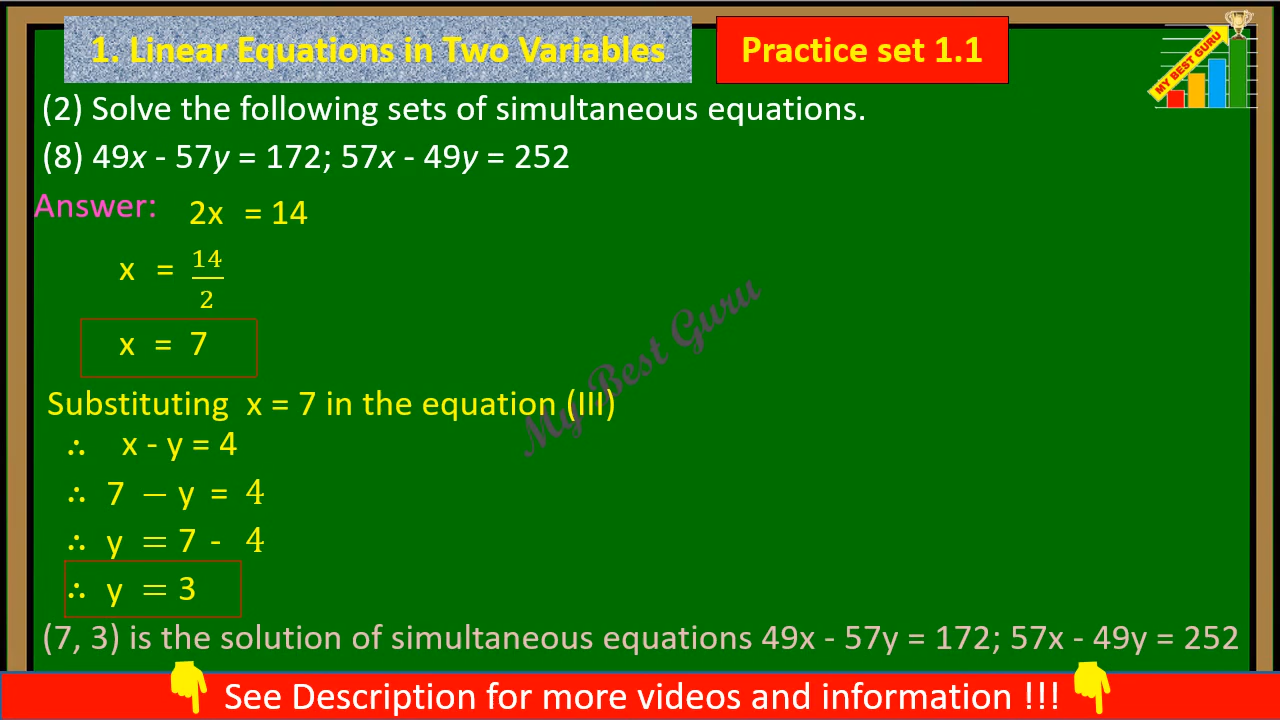 1. Linear Equations in Two Variables
Practice set 1.1
MY BEST GURU
(2) Solve the following sets of simultaneous equations.
(8) 49x - 57y = 172; 57x - 49y = 252
Answer: 2x = 14
x = 14/2
x = 7
Substituting x = 7 in the equation (III)
∴ x - y = 4
∴ 7 − y = 4
∴ y = 7 - 4
∴ y = 3
(7, 3) is the solution of simultaneous equations 49x - 57y = 172; 57x - 49y = 252
My Best Guru
See Description for more videos and information !!!